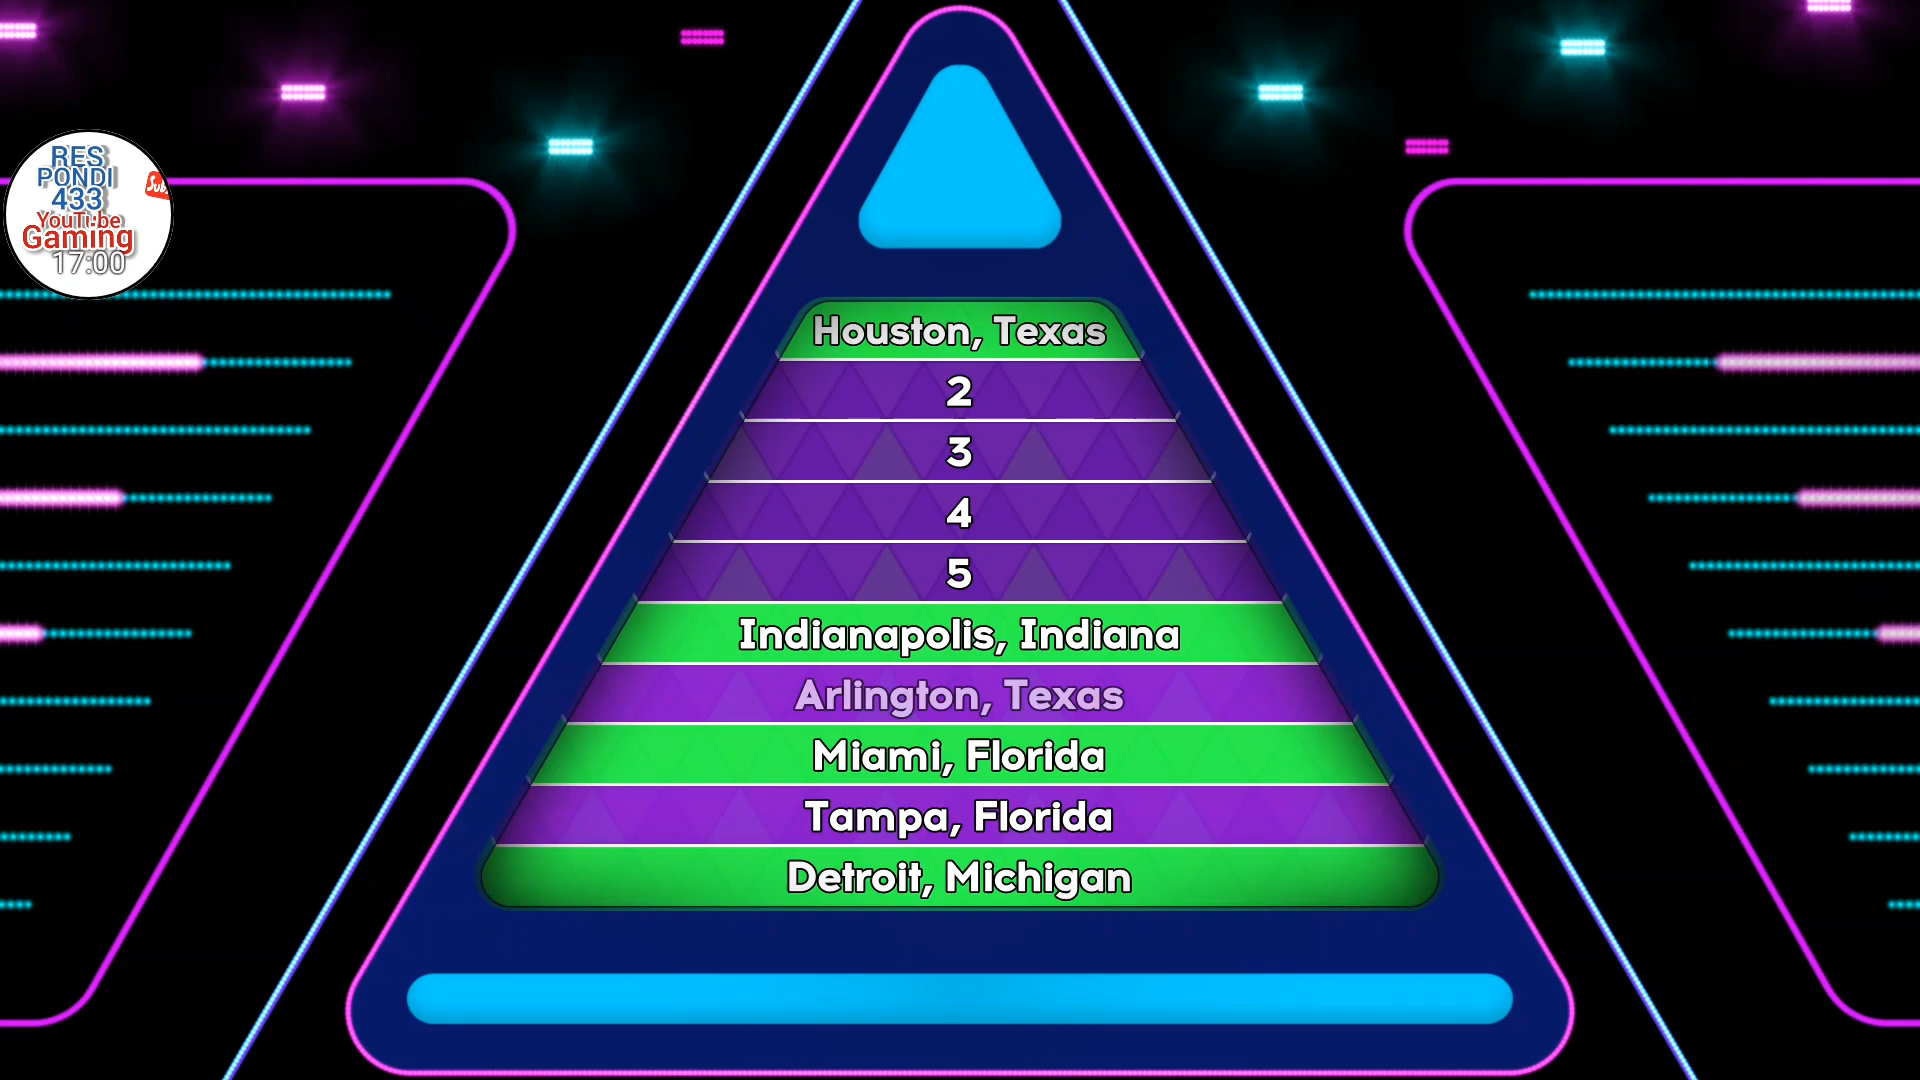 RES
PONDI
433
YouTube
Gaming
17:00
Houston, Texas
2
3
4
5
Indianapolis, Indiana
Arlington, Texas
Miami, Florida
Tampa, Florida
Detroit, Michigan